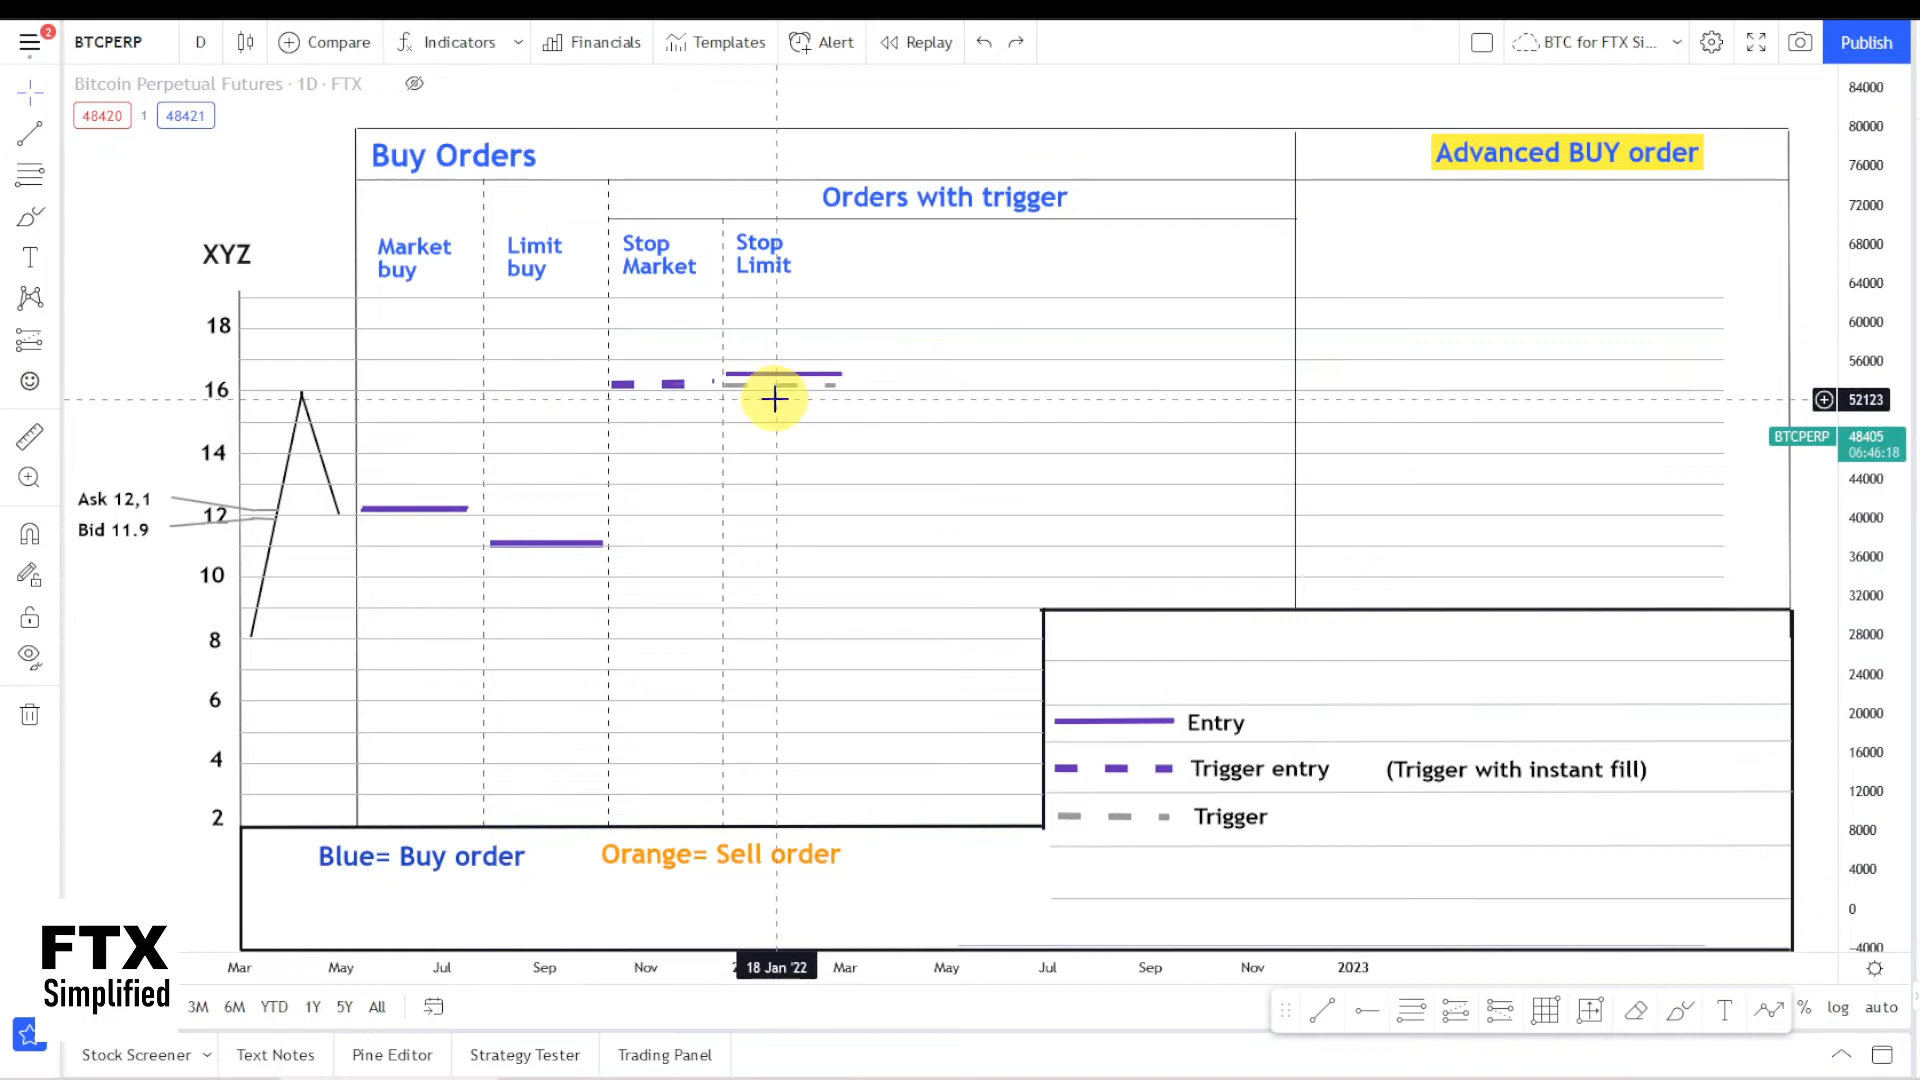 2
BTCPERP
D
Compare
Indicators
Financials
Templates
Alert
Replay
BTC for FTX Si...
Publish
Bitcoin Perpetual Futures · 1D · FTX
48420
1
48421
84000
80000
76000
72000
68000
64000
60000
56000
52123
BTCPERP
48405
06:46:18
44000
40000
36000
32000
28000
24000
20000
16000
12000
8000
4000
0
-4000
Buy Orders
Advanced BUY order
Orders with trigger
Market
buy
Limit
buy
Stop
Market
Stop
Limit
XYZ
18
16
14
12
10
8
6
4
2
Ask 12,1
Bid 11.9
Entry
Trigger entry
(Trigger with instant fill)
Trigger
Blue= Buy order
Orange= Sell order
FTX
Simplified
Mar
May
Jul
Sep
Nov
18 Jan '22
Mar
May
Jul
Sep
Nov
2023
3M
6M
YTD
1Y
5Y
All
%
log
auto
Stock Screener
Text Notes
Pine Editor
Strategy Tester
Trading Panel